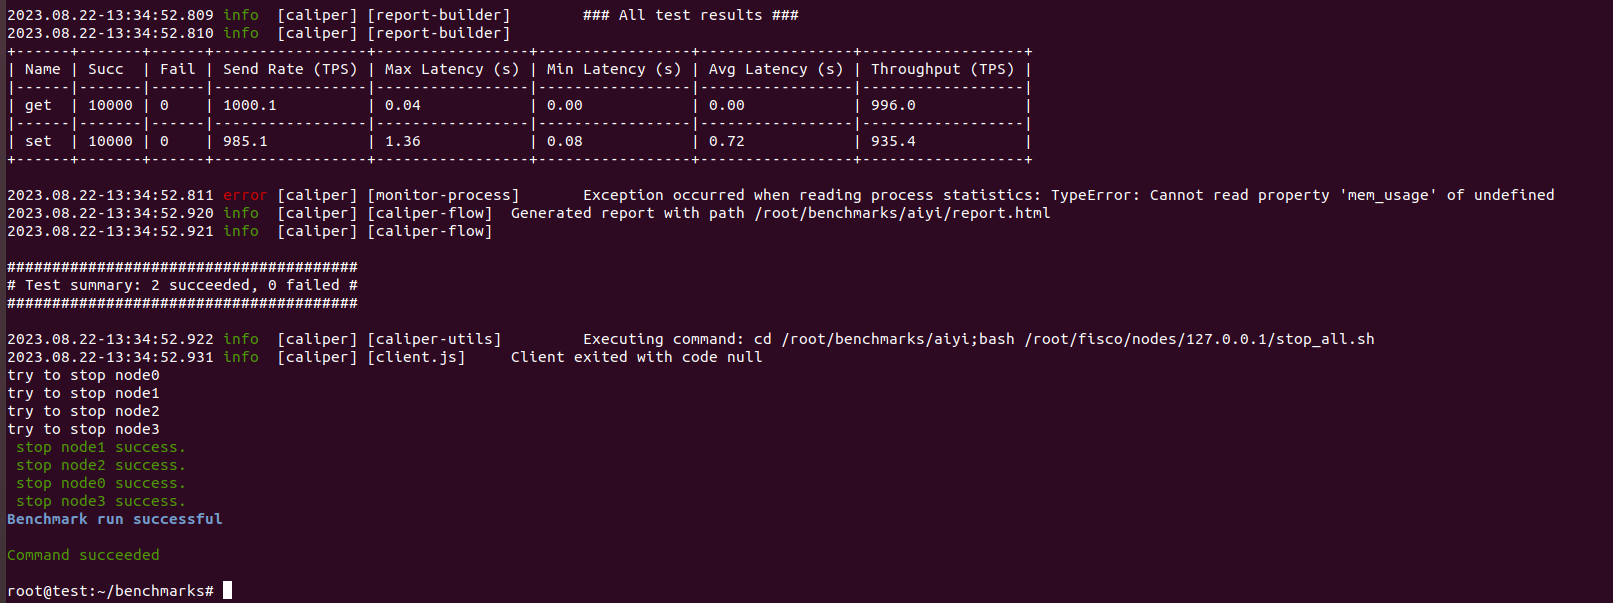 2023.08.22-13:34:52.809 info  [caliper] [report-builder]        ### All test results ###
2023.08.22-13:34:52.810 info  [caliper] [report-builder]
+------+-------+------+-----------------+-----------------+-----------------+-----------------+------------------+
| Name | Succ  | Fail | Send Rate (TPS) | Max Latency (s) | Min Latency (s) | Avg Latency (s) | Throughput (TPS) |
|------|-------|------|-----------------|-----------------|-----------------|-----------------|------------------|
| get  | 10000 | 0    | 1000.1          | 0.04            | 0.00            | 0.00            | 996.0            |
|------|-------|------|-----------------|-----------------|-----------------|-----------------|------------------|
| set  | 10000 | 0    | 985.1           | 1.36            | 0.08            | 0.72            | 935.4            |
+------+-------+------+-----------------+-----------------+-----------------+-----------------+------------------+
2023.08.22-13:34:52.811 error [caliper] [monitor-process]       Exception occurred when reading process statistics: TypeError: Cannot read property 'mem_usage' of undefined
2023.08.22-13:34:52.920 info  [caliper] [caliper-flow]  Generated report with path /root/benchmarks/aiyi/report.html
2023.08.22-13:34:52.921 info  [caliper] [caliper-flow]
#######################################
# Test summary: 2 succeeded, 0 failed #
#######################################
2023.08.22-13:34:52.922 info  [caliper] [caliper-utils]         Executing command: cd /root/benchmarks/aiyi;bash /root/fisco/nodes/127.0.0.1/stop_all.sh
2023.08.22-13:34:52.931 info  [caliper] [client.js]     Client exited with code null
try to stop node0
try to stop node1
try to stop node2
try to stop node3
 stop node1 success.
 stop node2 success.
 stop node0 success.
 stop node3 success.
Benchmark run successful
Command succeeded
root@test:~/benchmarks#